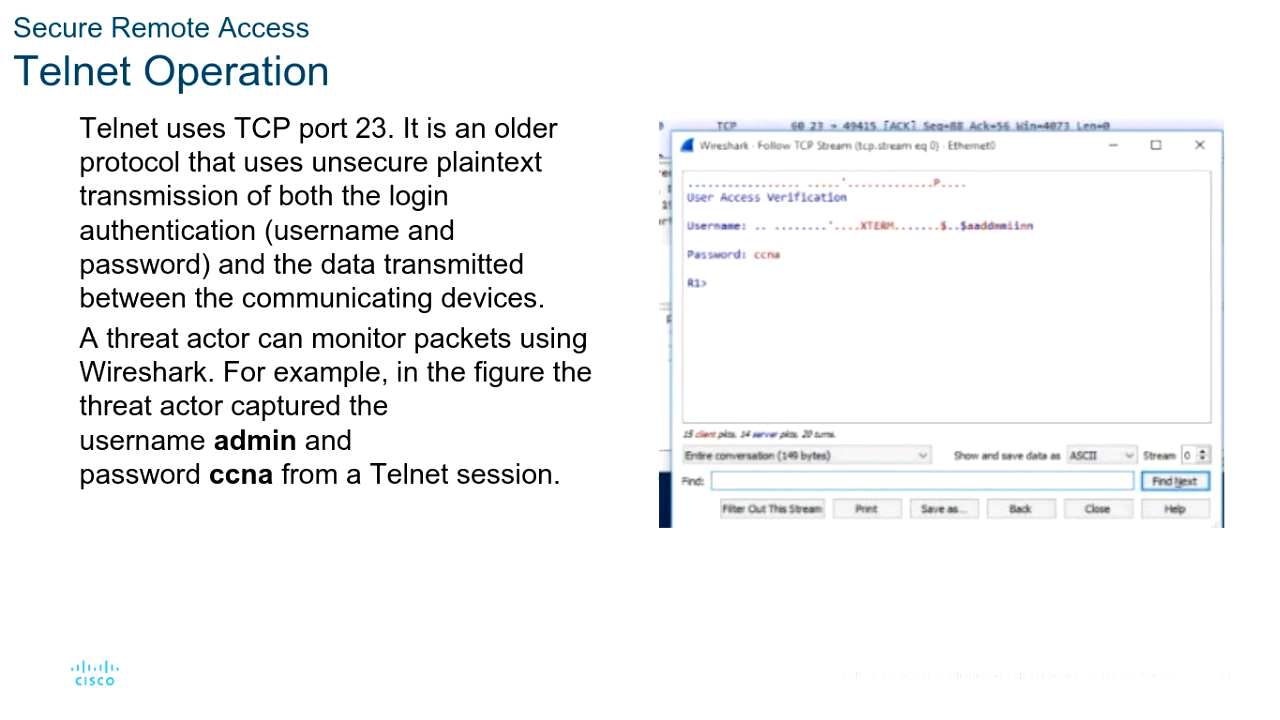 Secure Remote Access
Telnet Operation
Telnet uses TCP port 23. It is an older
protocol that uses unsecure plaintext
transmission of both the login
authentication (username and
password) and the data transmitted
between the communicating devices.
A threat actor can monitor packets using
Wireshark. For example, in the figure the
threat actor captured the
username admin and
password ccna from a Telnet session.
TCP 60 23 → 49415 [ACK] Seq=88 Ack=56 Win=4073 Len=0
Wireshark · Follow TCP Stream (tcp.stream eq 0) · Ethernet0
.................. .....'............P....
User Access Verification
Username: .. ........'....XTERM.......$..$aaddmmiinn
Password: ccna
R1>
15 client pkts, 14 server pkts, 20 turns.
Entire conversation (149 bytes) Show and save data as ASCII Stream 0
Find: Find Next
Filter Out This Stream Print Save as... Back Close Help
CISCO